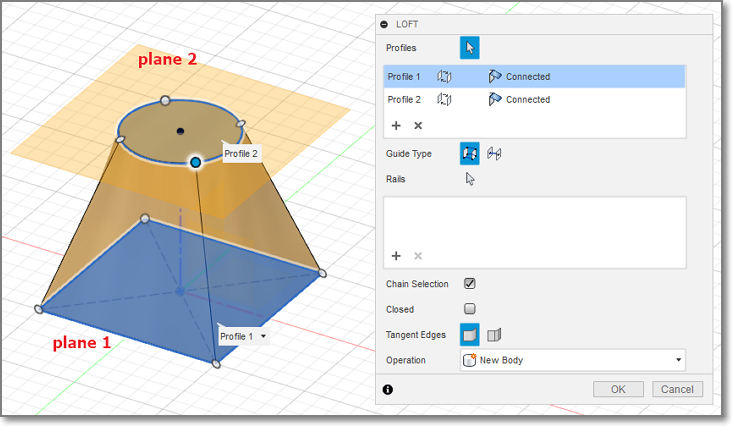 plane 2
Profile 2
Profile 1
plane 1
LOFT
Profiles
Profile 1 Connected
Profile 2 Connected
Guide Type
Rails
Chain Selection
Closed
Tangent Edges
Operation New Body
OK Cancel